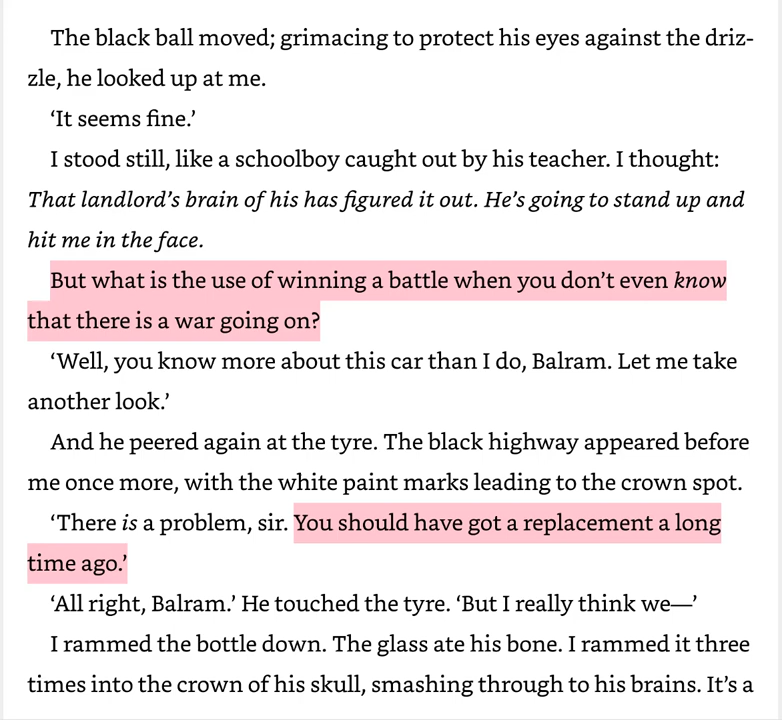 The black ball moved; grimacing to protect his eyes against the driz-
zle, he looked up at me.
‘It seems fine.’
I stood still, like a schoolboy caught out by his teacher. I thought:
That landlord’s brain of his has figured it out. He’s going to stand up and
hit me in the face.
But what is the use of winning a battle when you don’t even know
that there is a war going on?
‘Well, you know more about this car than I do, Balram. Let me take
another look.’
And he peered again at the tyre. The black highway appeared before
me once more, with the white paint marks leading to the crown spot.
‘There is a problem, sir. You should have got a replacement a long
time ago.’
‘All right, Balram.’ He touched the tyre. ‘But I really think we—’
I rammed the bottle down. The glass ate his bone. I rammed it three
times into the crown of his skull, smashing through to his brains. It’s a